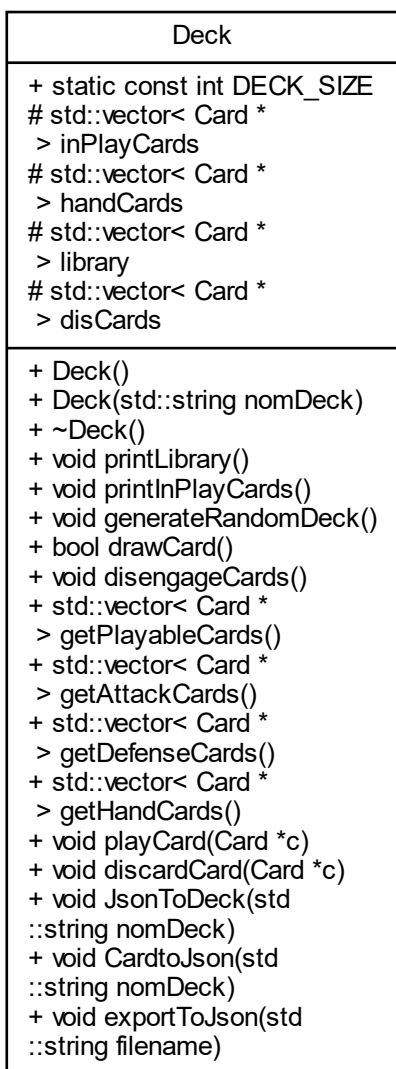 Deck
+ static const int DECK_SIZE
# std::vector< Card *
 > inPlayCards
# std::vector< Card *
 > handCards
# std::vector< Card *
 > library
# std::vector< Card *
 > disCards
+ Deck()
+ Deck(std::string nomDeck)
+ ~Deck()
+ void printLibrary()
+ void printInPlayCards()
+ void generateRandomDeck()
+ bool drawCard()
+ void disengageCards()
+ std::vector< Card *
 > getPlayableCards()
+ std::vector< Card *
 > getAttackCards()
+ std::vector< Card *
 > getDefenseCards()
+ std::vector< Card *
 > getHandCards()
+ void playCard(Card *c)
+ void discardCard(Card *c)
+ void JsonToDeck(std
::string nomDeck)
+ void CardtoJson(std
::string nomDeck)
+ void exportToJson(std
::string filename)